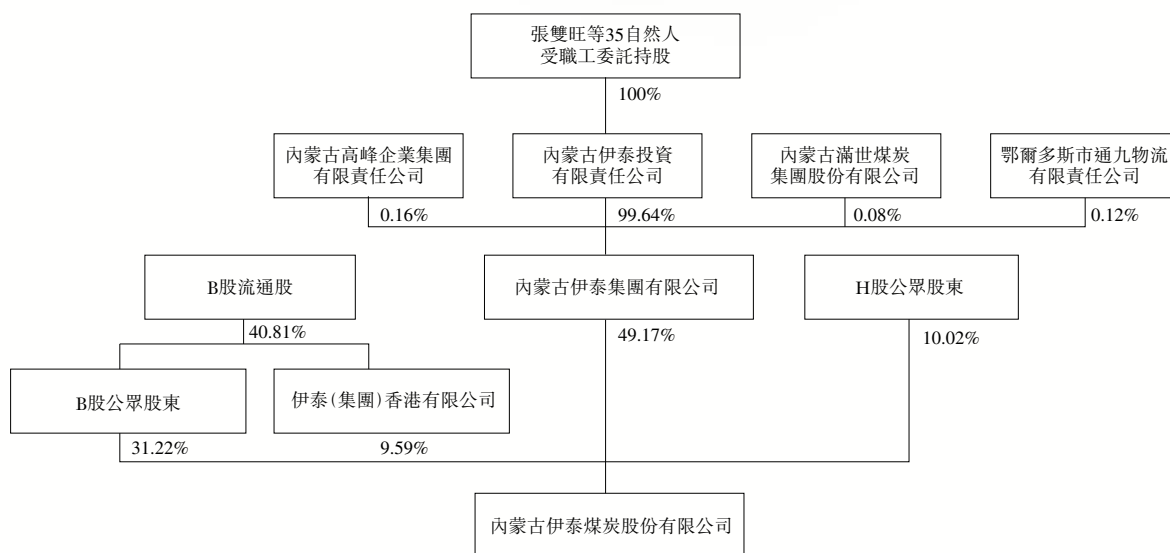 張雙旺等35自然人
受職工委託持股
100%
內蒙古高峰企業集團
有限責任公司
內蒙古伊泰投資
有限責任公司
內蒙古滿世煤炭
集團股份有限公司
鄂爾多斯市通九物流
有限責任公司
0.16%
99.64%
0.08%
0.12%
B股流通股
內蒙古伊泰集團有限公司
H股公眾股東
40.81%
49.17%
10.02%
B股公眾股東
伊泰(集團)香港有限公司
31.22%
9.59%
內蒙古伊泰煤炭股份有限公司